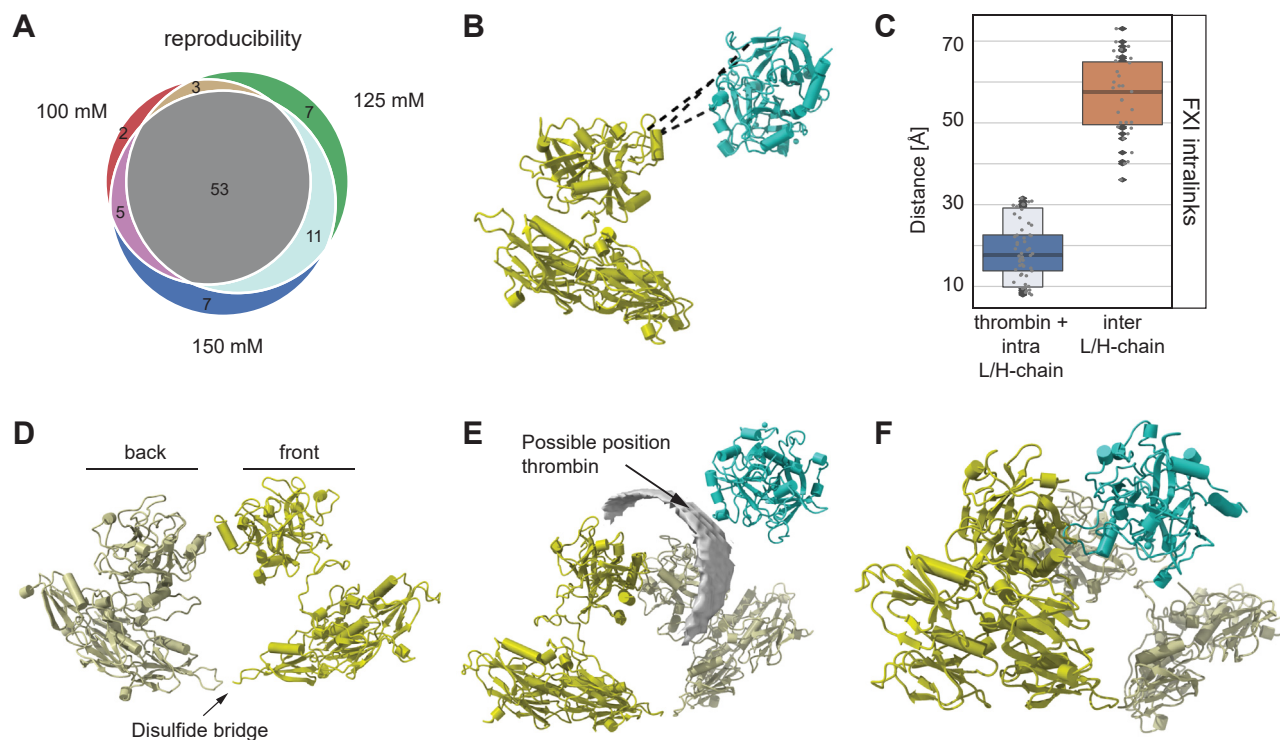 A
reproducibility
100 mM
125 mM
3
7
2
53
5
11
7
150 mM
B
C
Distance [Å]
70
50
30
10
thrombin +
intra
L/H-chain
inter
L/H-chain
FXI intralinks
D
back
front
Disulfide bridge
E
Possible position
thrombin
F